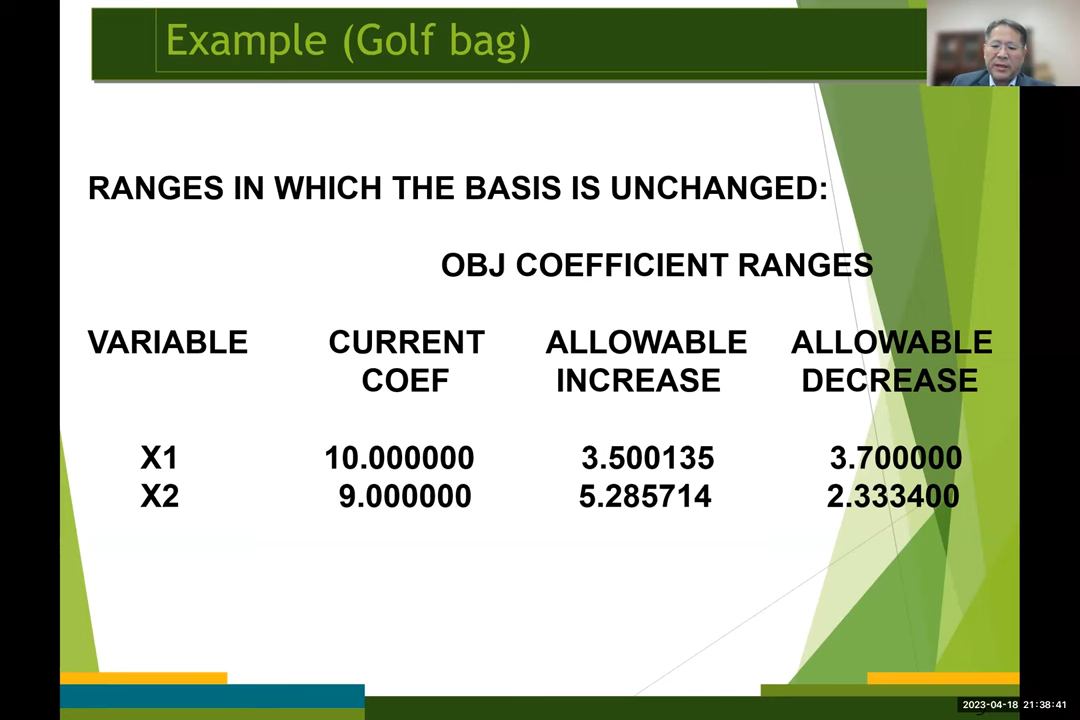 Example (Golf bag)
RANGES IN WHICH THE BASIS IS UNCHANGED:
OBJ COEFFICIENT RANGES
VARIABLE CURRENT ALLOWABLE ALLOWABLE
COEF INCREASE DECREASE
X1 10.000000 3.500135 3.700000
X2 9.000000 5.285714 2.333400
2023-04-18 21:38:41